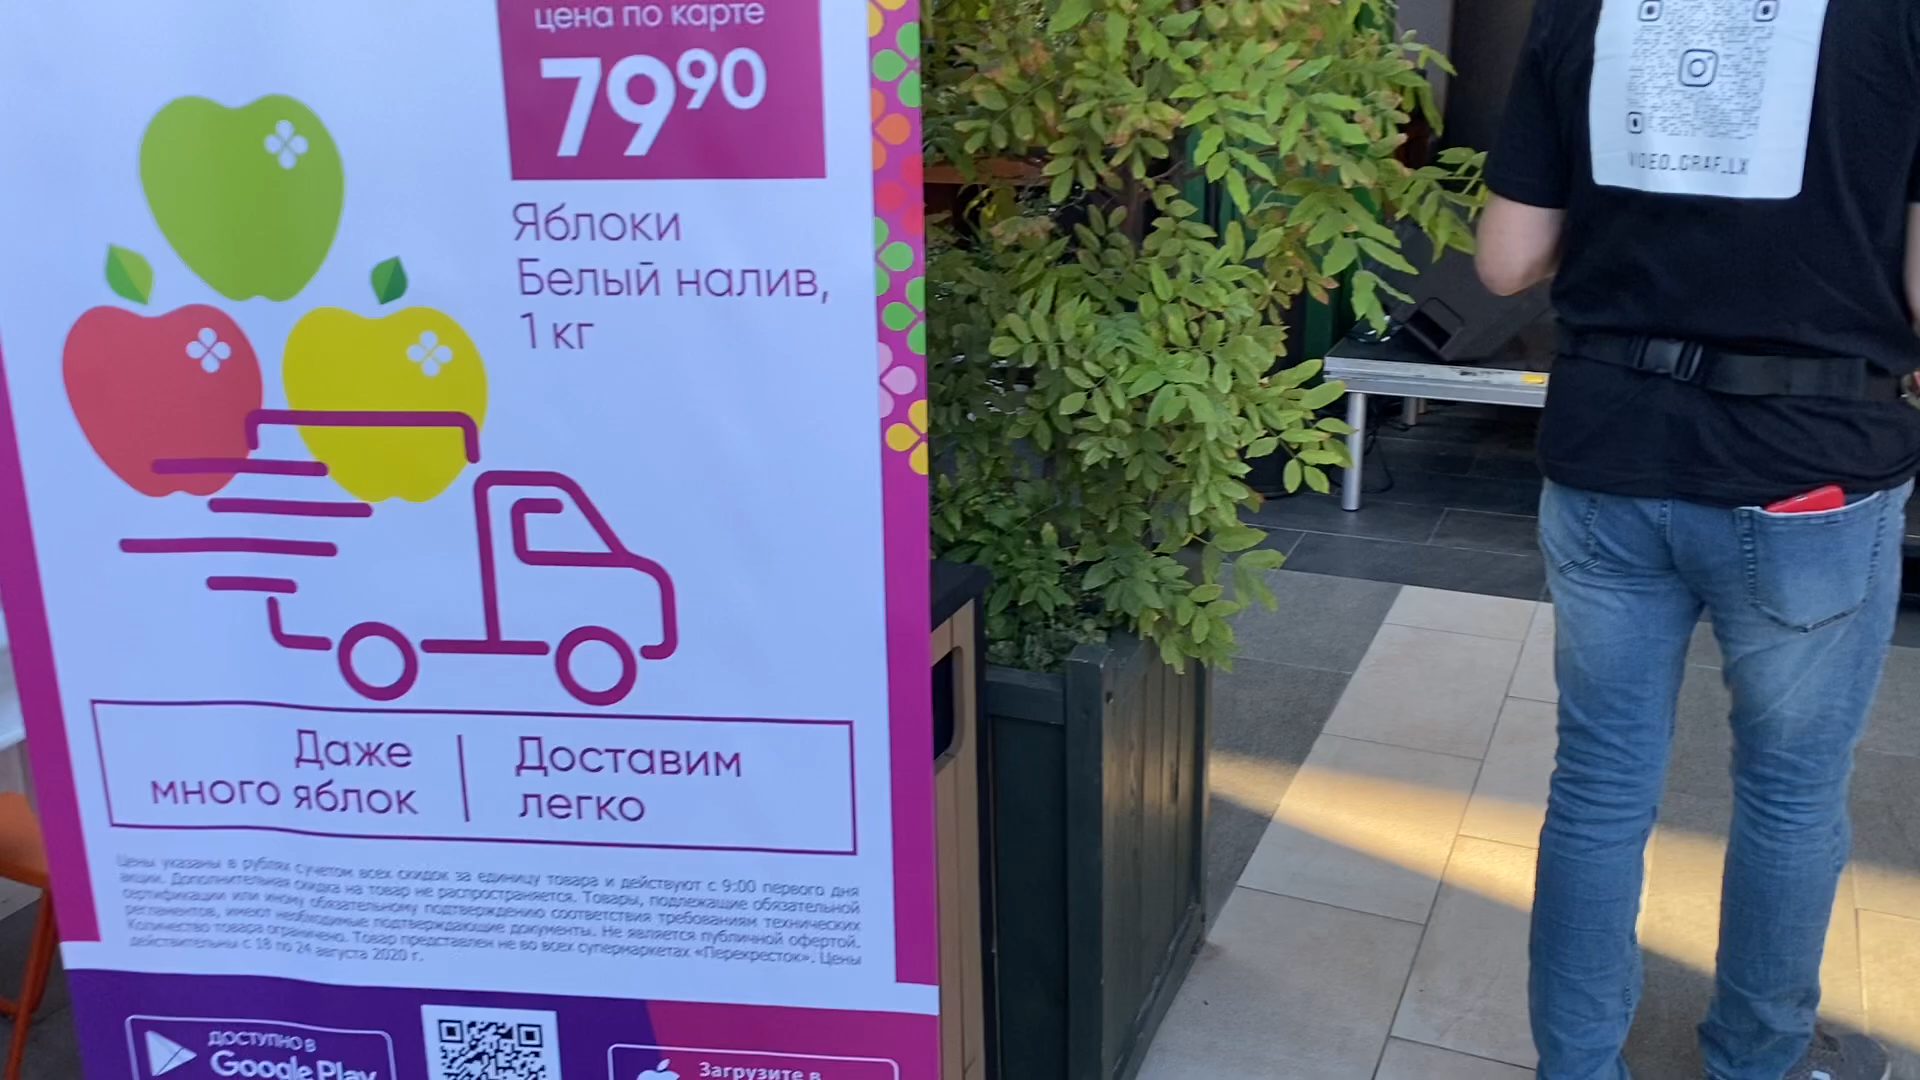 цена по карте
79 90
Яблоки
Белый налив,
1 кг
Даже
много яблок
Доставим
легко
Цены указаны в рублях с учетом всех скидок за единицу товара и действуют с 9:00 первого дня
акции. Дополнительная скидка на товар не распространяется. Товары, подлежащие обязательной
сертификации или иному обязательному подтверждению соответствия требованиям технических
регламентов, имеют необходимые подтверждающие документы. Не является публичной офертой.
Количество товара ограничено. Товар представлен не во всех супермаркетах «Перекресток». Цены
действительны с 18 по 24 августа 2020 г.
ДОСТУПНО В
Google Play
Загрузите в
VIDEO_GRAF_LX